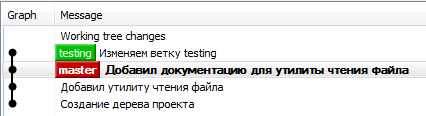 Graph Message
Working tree changes
testing Изменяем ветку testing
master Добавил документацию для утилиты чтения файла
Добавил утилиту чтения файла
Создание дерева проекта